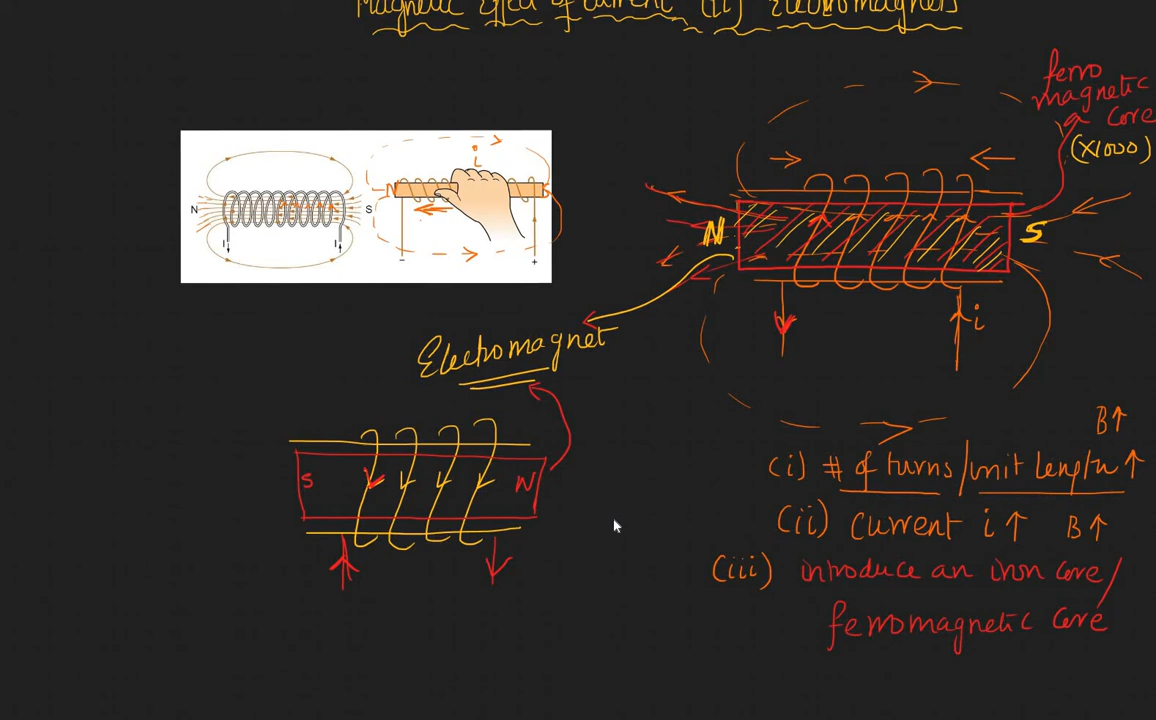 Magnetic Effect of current (ii) Electromagnets
ferro
magnetic
core
(X1000)
N
I
I
S
i
N
-
+
N
S
i
Electromagnet
S
N
B↑
(i) # of turns/unit length ↑
(ii) Current i ↑ B↑
(iii) introduce an iron core/
ferromagnetic core